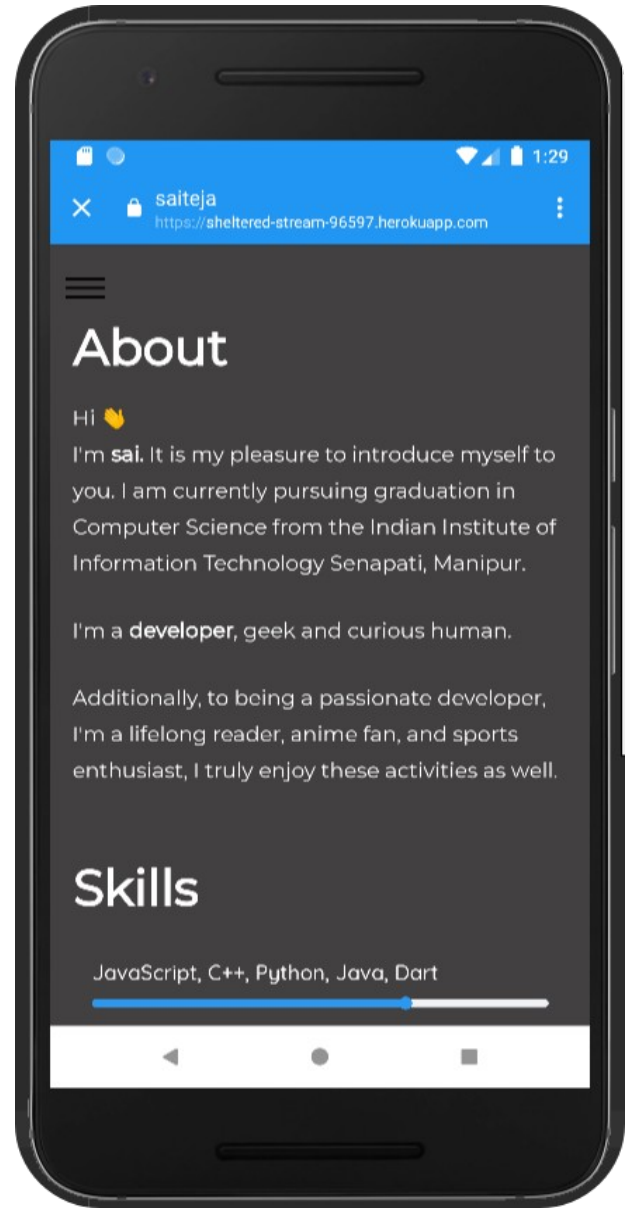 1:29
saiteja
https://sheltered-stream-96597.herokuapp.com
About
Hi 👋
I'm sai. It is my pleasure to introduce myself to
you. I am currently pursuing graduation in
Computer Science from the Indian Institute of
Information Technology Senapati, Manipur.
I'm a developer, geek and curious human.
Additionally, to being a passionate developer,
I'm a lifelong reader, anime fan, and sports
enthusiast, I truly enjoy these activities as well.
Skills
JavaScript, C++, Python, Java, Dart